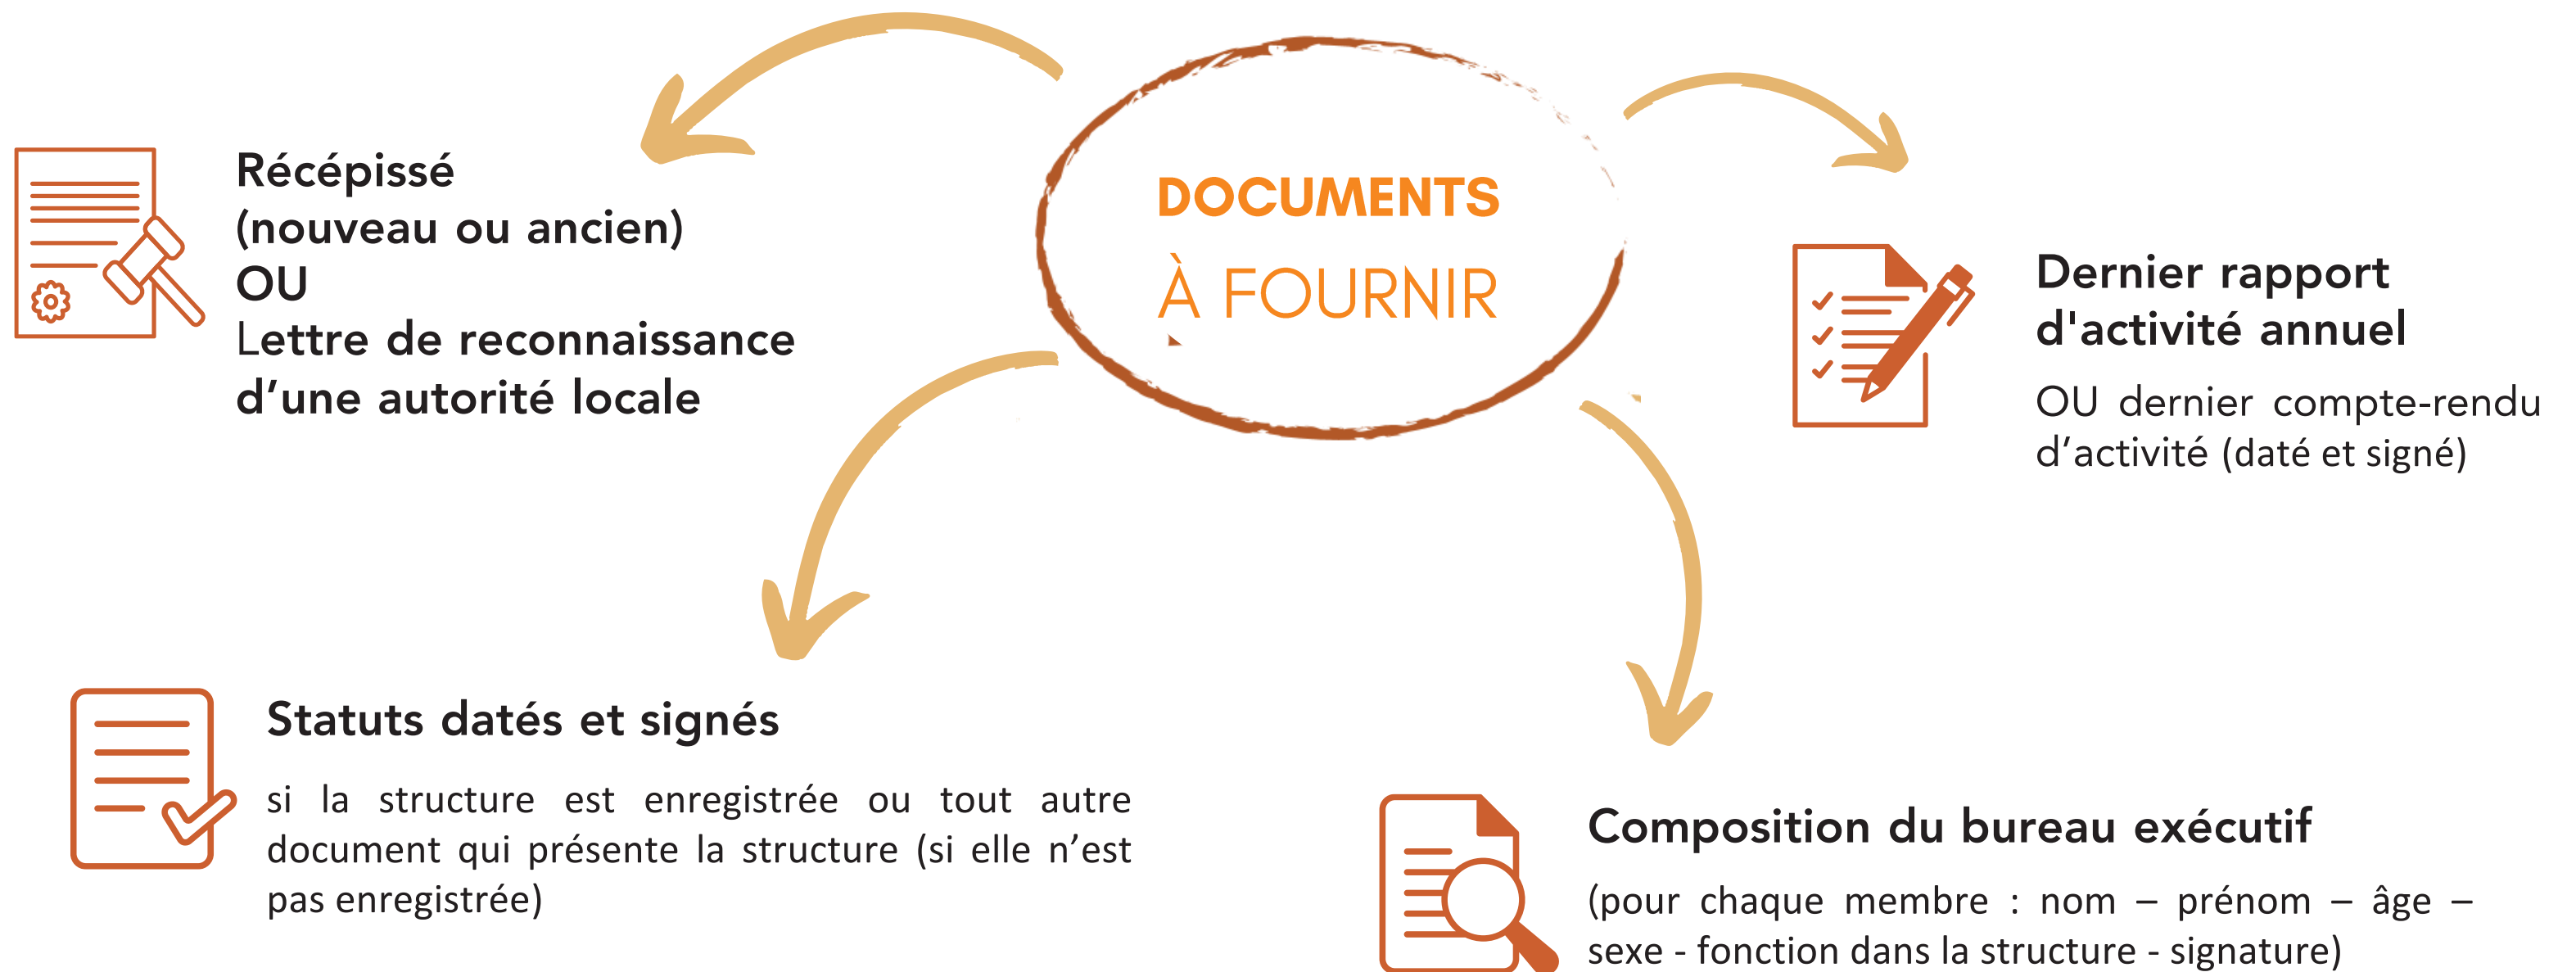 DOCUMENTS
À FOURNIR
Récépissé
(nouveau ou ancien)
OU
Lettre de reconnaissance
d’une autorité locale
Dernier rapport
d'activité annuel
OU dernier compte-rendu
d’activité (daté et signé)
Statuts datés et signés
si la structure est enregistrée ou tout autre
document qui présente la structure (si elle n’est
pas enregistrée)
Composition du bureau exécutif
(pour chaque membre : nom – prénom – âge –
sexe - fonction dans la structure - signature)